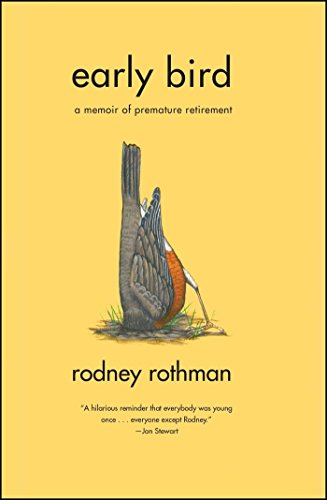 early bird
a memoir of premature retirement
rodney rothman
“A hilarious reminder that everybody was young
once . . . everyone except Rodney.”
—Jon Stewart